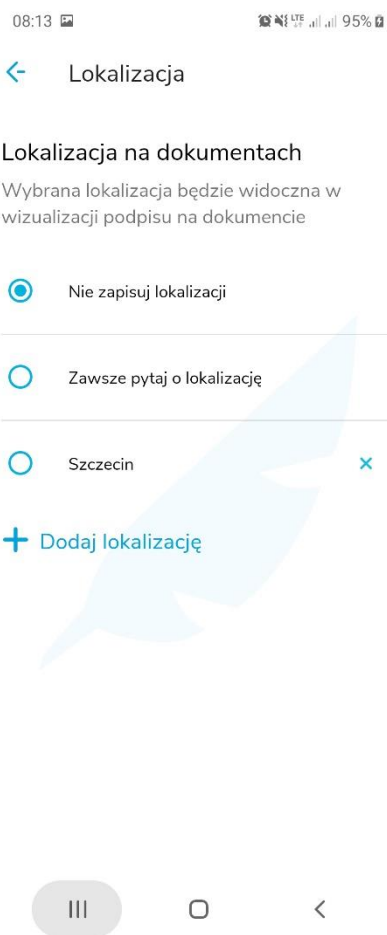 08:13 LTE 95%
Lokalizacja
Lokalizacja na dokumentach
Wybrana lokalizacja będzie widoczna w
wizualizacji podpisu na dokumencie
Nie zapisuj lokalizacji
Zawsze pytaj o lokalizację
Szczecin
Dodaj lokalizację